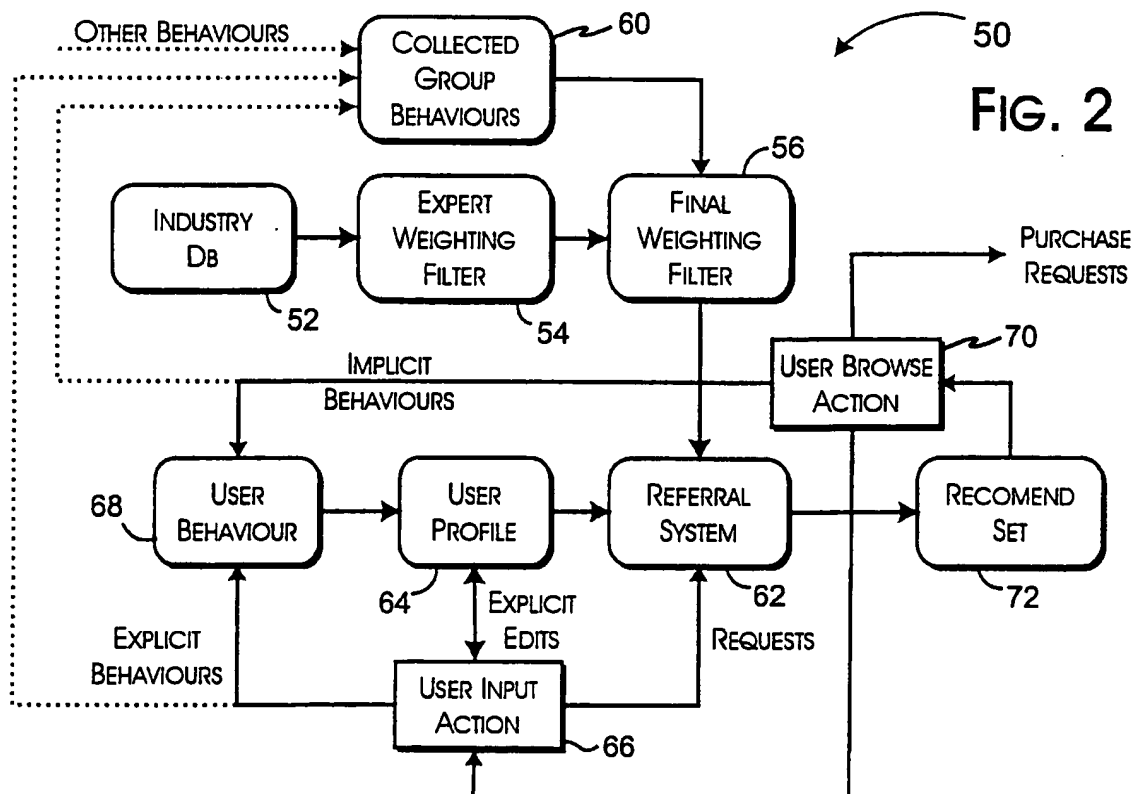 OTHER BEHAVIOURS
COLLECTED
GROUP
BEHAVIOURS
60
50
FIG. 2
INDUSTRY
DB
52
EXPERT
WEIGHTING
FILTER
54
FINAL
WEIGHTING
FILTER
56
PURCHASE
REQUESTS
IMPLICIT
BEHAVIOURS
USER BROWSE
ACTION
70
68
USER
BEHAVIOUR
USER
PROFILE
64
REFERRAL
SYSTEM
62
RECOMEND
SET
72
EXPLICIT
BEHAVIOURS
EXPLICIT
EDITS
REQUESTS
USER INPUT
ACTION
66